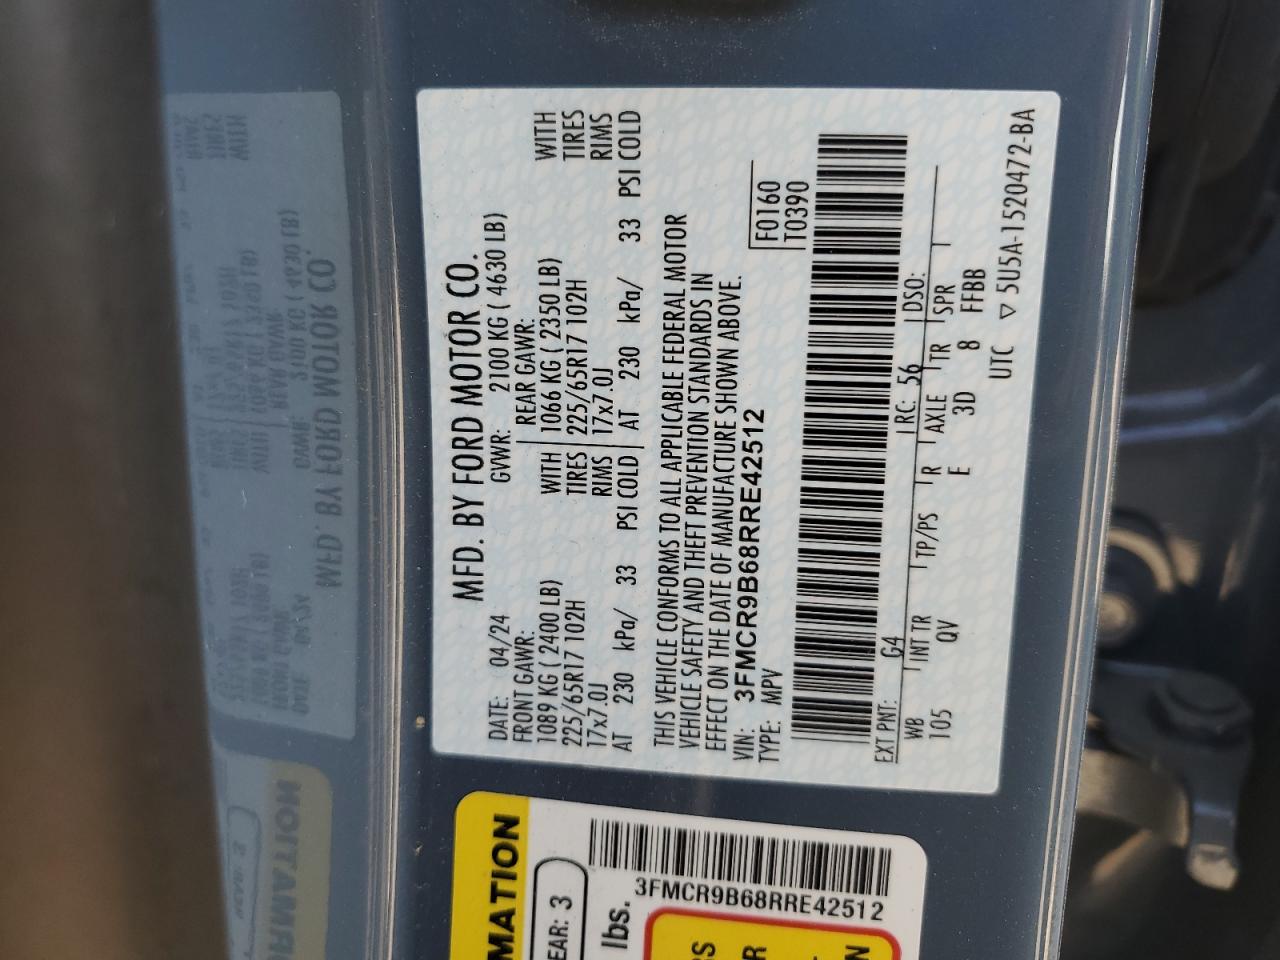 MFD. BY FORD MOTOR CO.
DATE: 04/24 GVWR: 2100 KG ( 4630 LB)
FRONT GAWR: REAR GAWR:
1089 KG ( 2400 LB) WITH 1066 KG ( 2350 LB) WITH
225/65R17 102H TIRES 225/65R17 102H TIRES
17x7.0J RIMS 17x7.0J RIMS
AT 230 kPa/ 33 PSI COLD AT 230 kPa/ 33 PSI COLD
THIS VEHICLE CONFORMS TO ALL APPLICABLE FEDERAL MOTOR
VEHICLE SAFETY AND THEFT PREVENTION STANDARDS IN
EFFECT ON THE DATE OF MANUFACTURE SHOWN ABOVE.
VIN: 3FMCR9B68RRE42512
TYPE: MPV
F0160
T0390
EXT PNT: G4 RC: 56 DSO:
WB INT TR TP/PS R AXLE TR SPR
105 QV E 3D 8 FFBB
UTC ▽ 5U5A-1520472-BA
MATION
EAR: 3
lbs.
3FMCR9B68RRE42512